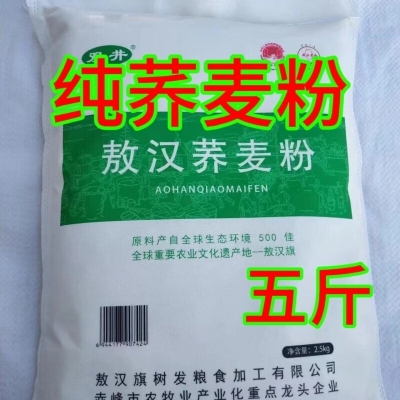 纯荞麦粉
敖汉荞麦粉
AOHANQIAOMAIFEN
原料产自全球生态环境 500 佳
全球重要农业文化遗产地--敖汉旗
五斤
净含量：2.5kg
敖汉旗树发粮食加工有限公司
赤峰市农牧业产业化重点龙头企业